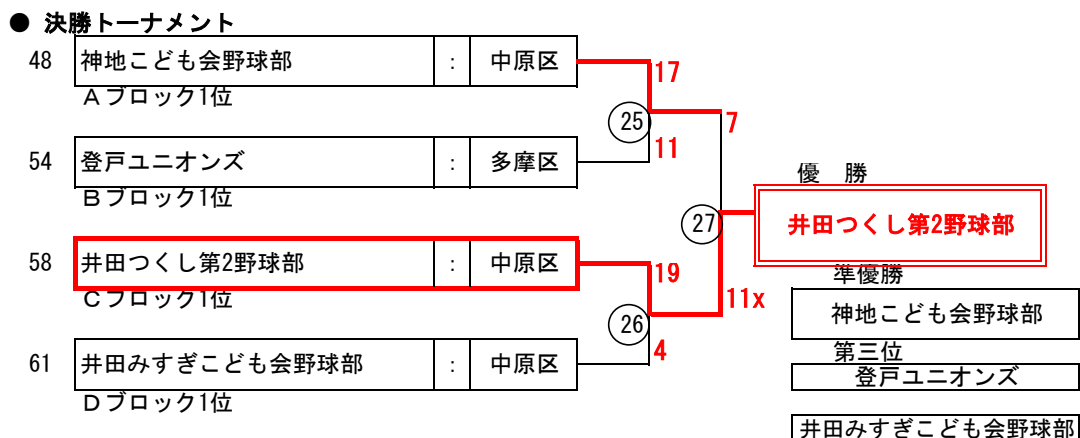 ● 決勝トーナメント
48 神地こども会野球部 : 中原区
17
Aブロック1位
25
7
54 登戸ユニオンズ : 多摩区
11
Bブロック1位
優 勝
27
井田つくし第2野球部
58 井田つくし第2野球部 : 中原区
19
準優勝
Cブロック1位
11x
神地こども会野球部
26
第三位
61 井田みすぎこども会野球部 : 中原区
4
登戸ユニオンズ
Dブロック1位
井田みすぎこども会野球部